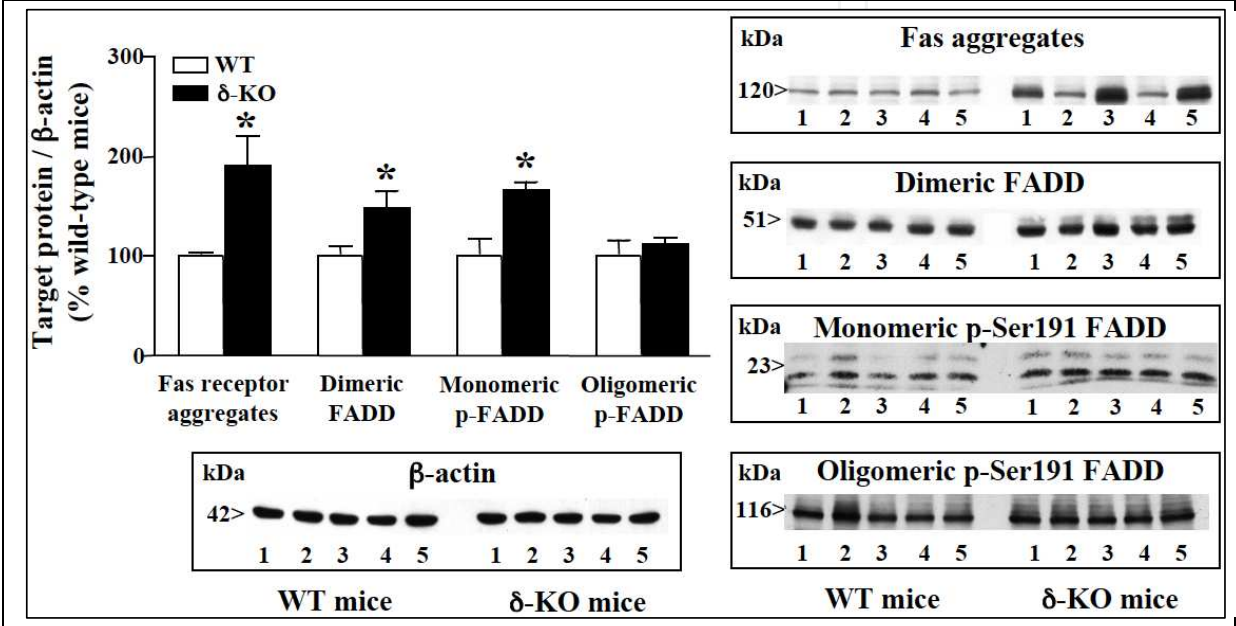 Target protein / β-actin
(% wild-type mice)
300
200
100
0
WT
δ-KO
*
*
*
Fas receptor
aggregates
Dimeric
FADD
Monomeric
p-FADD
Oligomeric
p-FADD
kDa
β-actin
42>
1 2 3 4 5 1 2 3 4 5
WT mice δ-KO mice
kDa
Fas aggregates
120>
1 2 3 4 5 1 2 3 4 5
kDa
Dimeric FADD
51>
1 2 3 4 5 1 2 3 4 5
kDa
Monomeric p-Ser191 FADD
23>
1 2 3 4 5 1 2 3 4 5
kDa
Oligomeric p-Ser191 FADD
116>
1 2 3 4 5 1 2 3 4 5
WT mice δ-KO mice